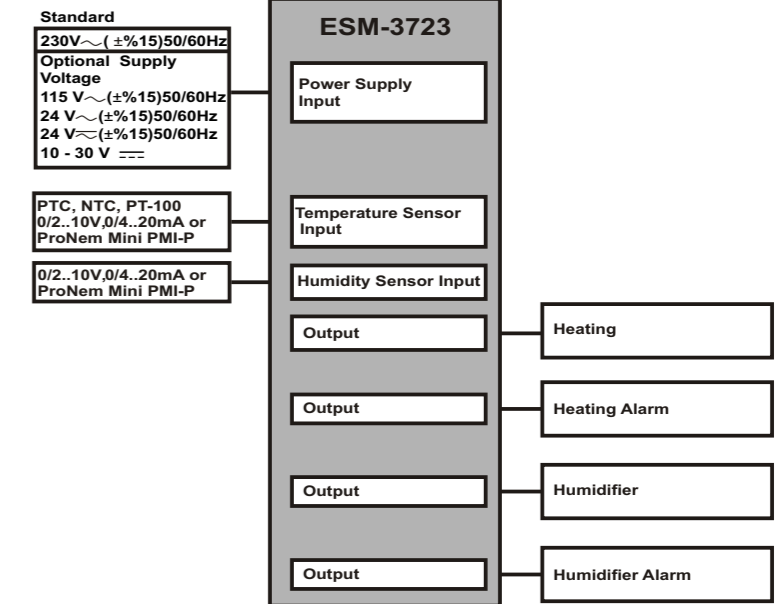 Standard
230V～( ±%15)50/60Hz
Optional Supply
Voltage
115 V～(±%15)50/60Hz
24 V～(±%15)50/60Hz
24 V⏦(±%15)50/60Hz
10 - 30 V ⎓
PTC, NTC, PT-100
0/2..10V,0/4..20mA or
ProNem Mini PMI-P
0/2..10V,0/4..20mA or
ProNem Mini PMI-P
ESM-3723
Power Supply
Input
Temperature Sensor
Input
Humidity Sensor Input
Output
Heating
Output
Heating Alarm
Output
Humidifier
Output
Humidifier Alarm